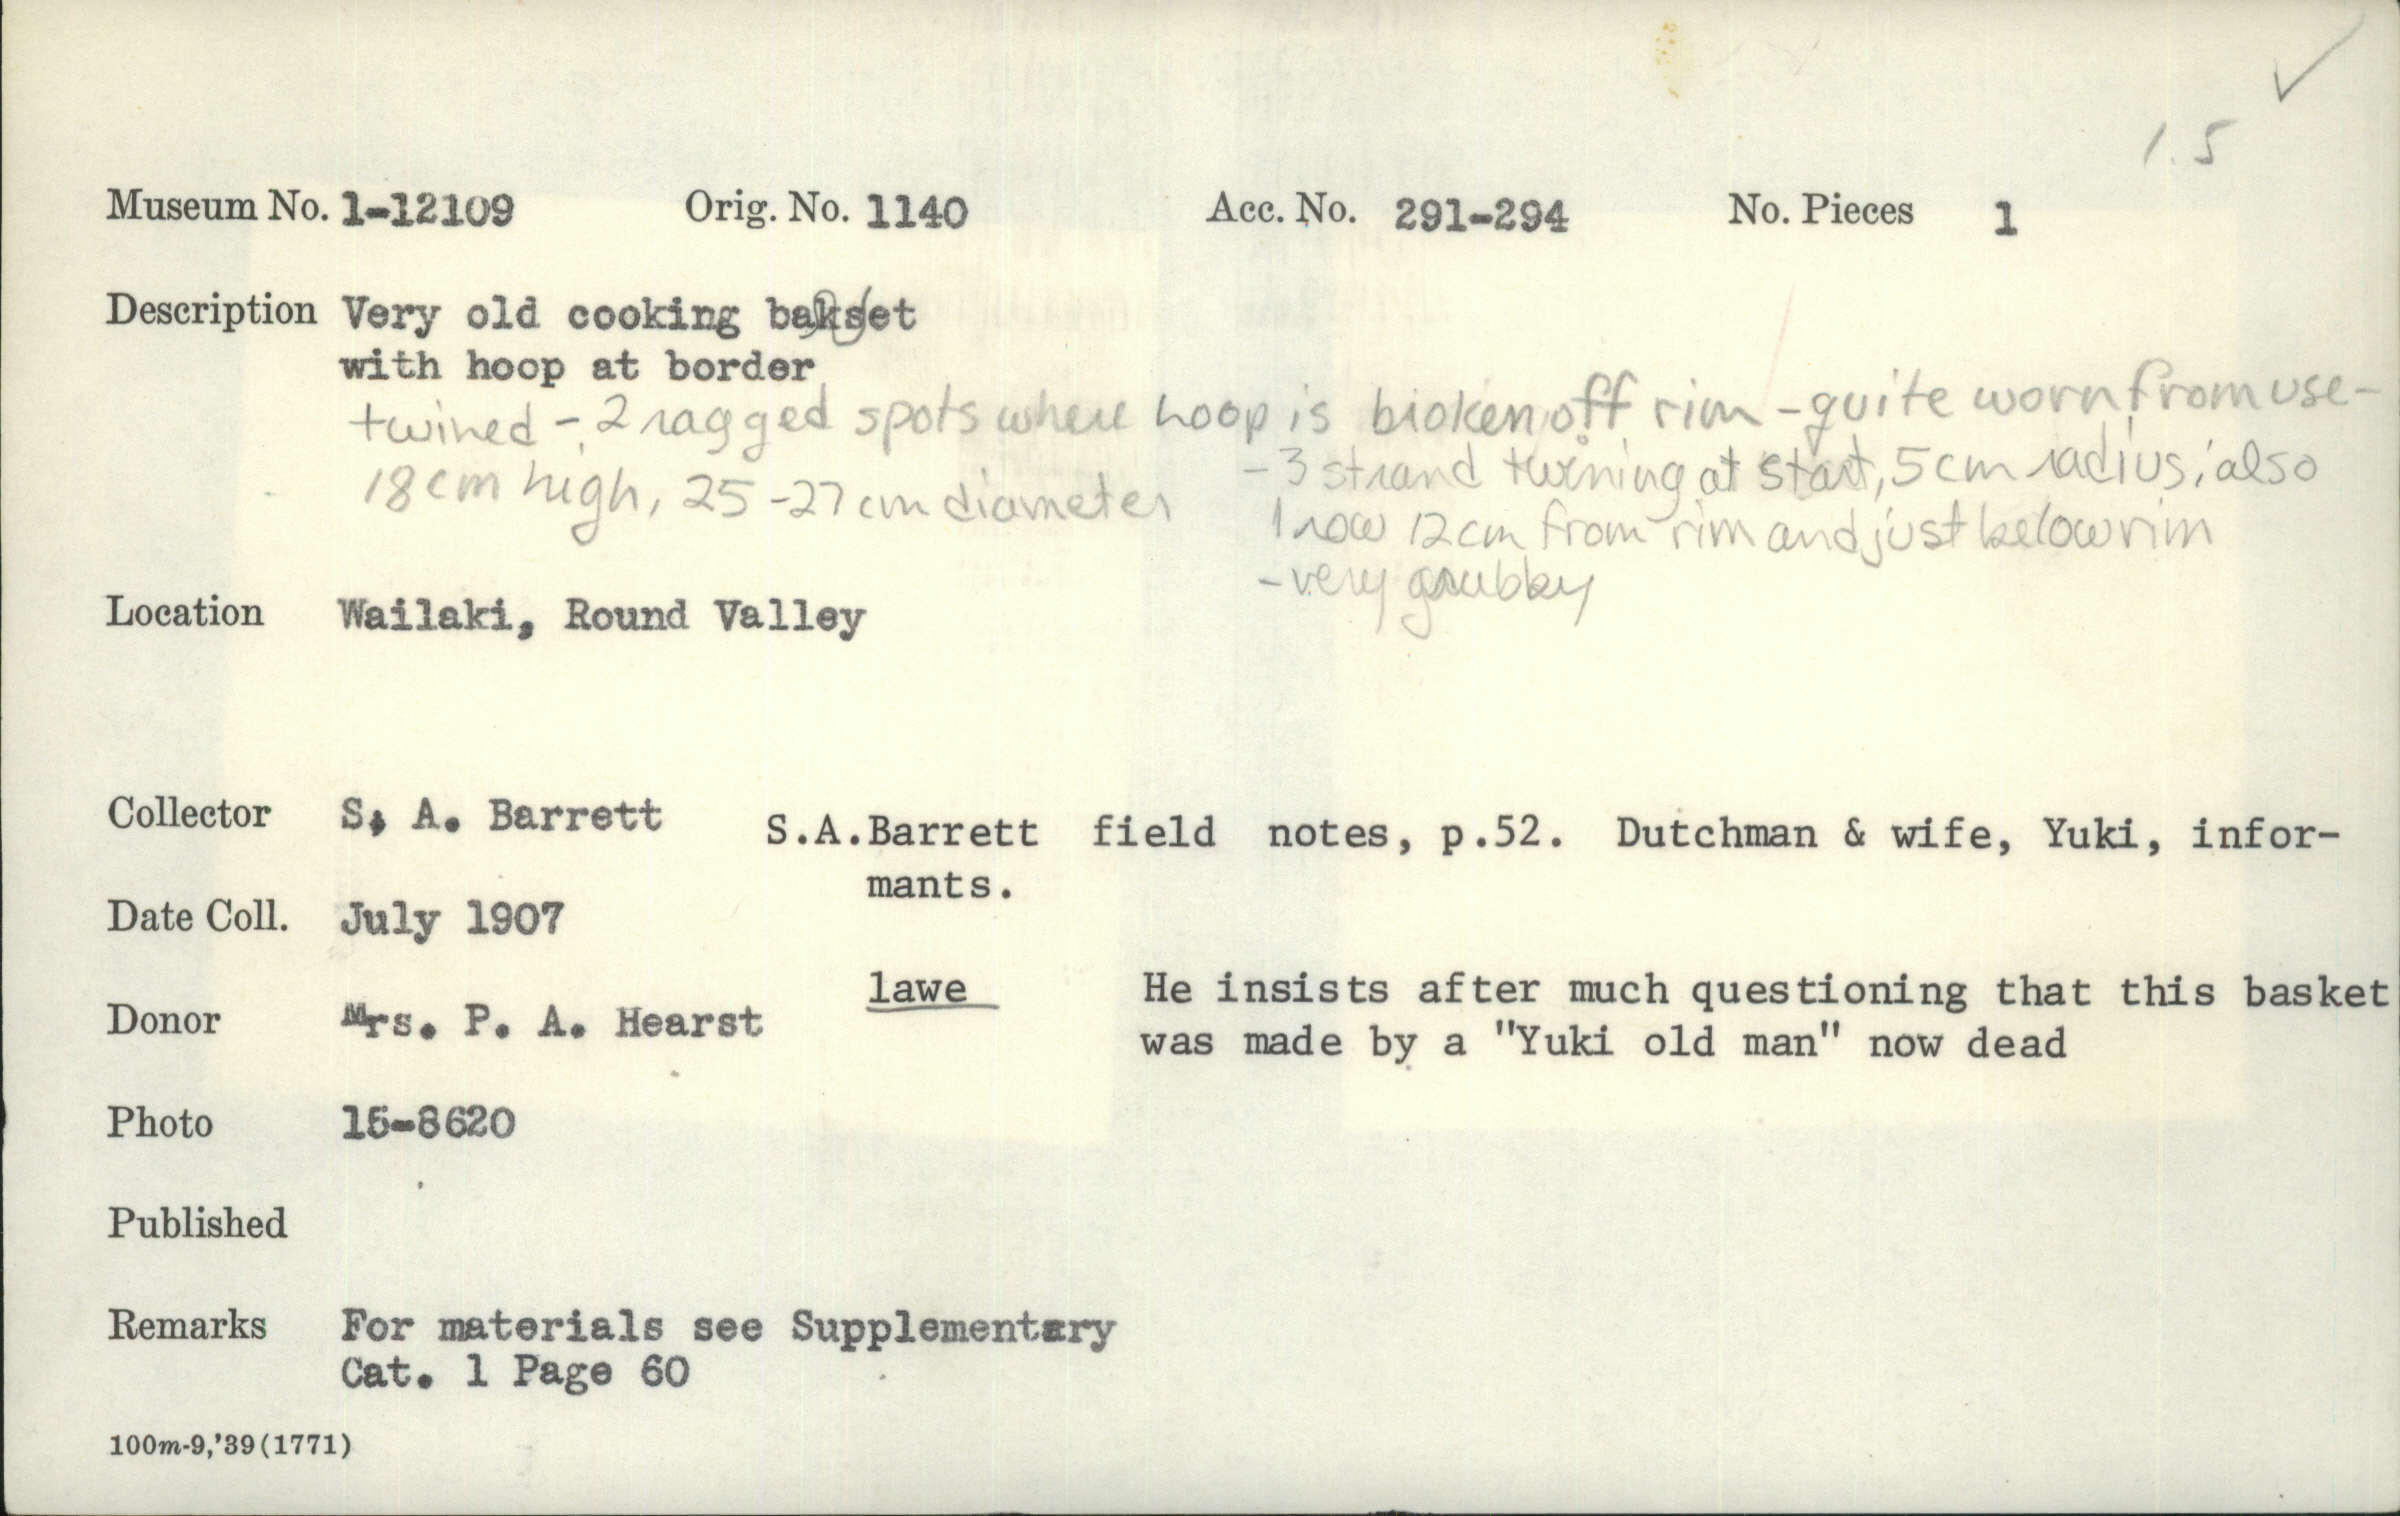 1.5
Museum No. 1-12109 Orig. No. 1140 Acc. No. 291-294 No. Pieces 1
Description Very old cooking bakset
with hoop at border
twined - 2 ragged spots where hoop is broken off rim - quite worn from use -
18 cm high, 25-27 cm diameter
- 3 strand twining at start, 5 cm radius; also
1 row 12 cm from rim and just below rim
- very grubby
Location Wailaki, Round Valley
Collector S. A. Barrett
S.A.Barrett field notes, p.52. Dutchman & wife, Yuki, infor-
mants.
Date Coll. July 1907
lawe He insists after much questioning that this basket
was made by a "Yuki old man" now dead
Donor Mrs. P. A. Hearst
Photo 15-8620
Published
Remarks For materials see Supplementary
Cat. 1 Page 60
100m-9,'39(1771)